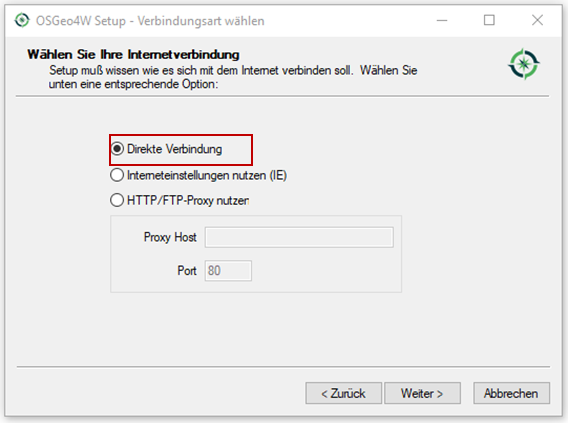 OSGeo4W Setup - Verbindungsart wählen
Wählen Sie Ihre Internetverbindung
Setup muß wissen wie es sich mit dem Internet verbinden soll. Wählen Sie
unten eine entsprechende Option:
Direkte Verbindung
Interneteinstellungen nutzen (IE)
HTTP/FTP-Proxy nutzen
Proxy Host
Port 80
< Zurück Weiter > Abbrechen